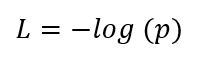 L = −log (p)